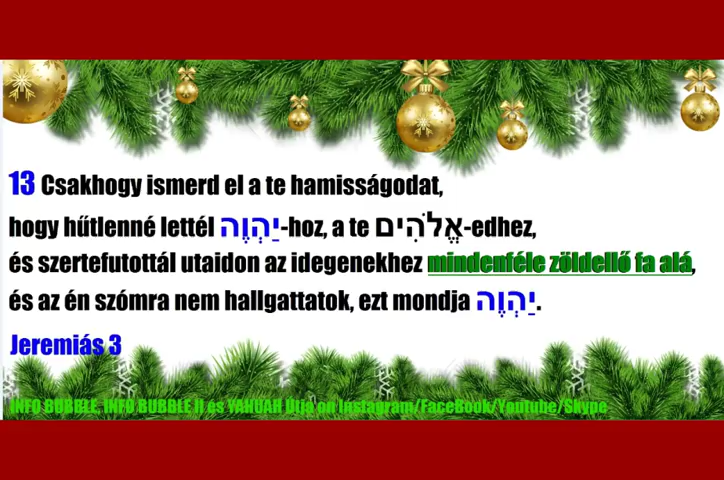 13 Csakhogy ismerd el a te hamisságodat,
hogy hűtlenné lettél יַהְוֶה-hoz, a te אֱלֹהִים-edhez,
és szertefutottál utaidon az idegenekhez mindenféle zöldellő fa alá,
és az én szómra nem hallgattatok, ezt mondja יַהְוֶה.
Jeremiás 3
INFO BUBBLE, INFO BUBBLE II és YAHUAH Útja on Instagram/FaceBook/Youtube/Skype